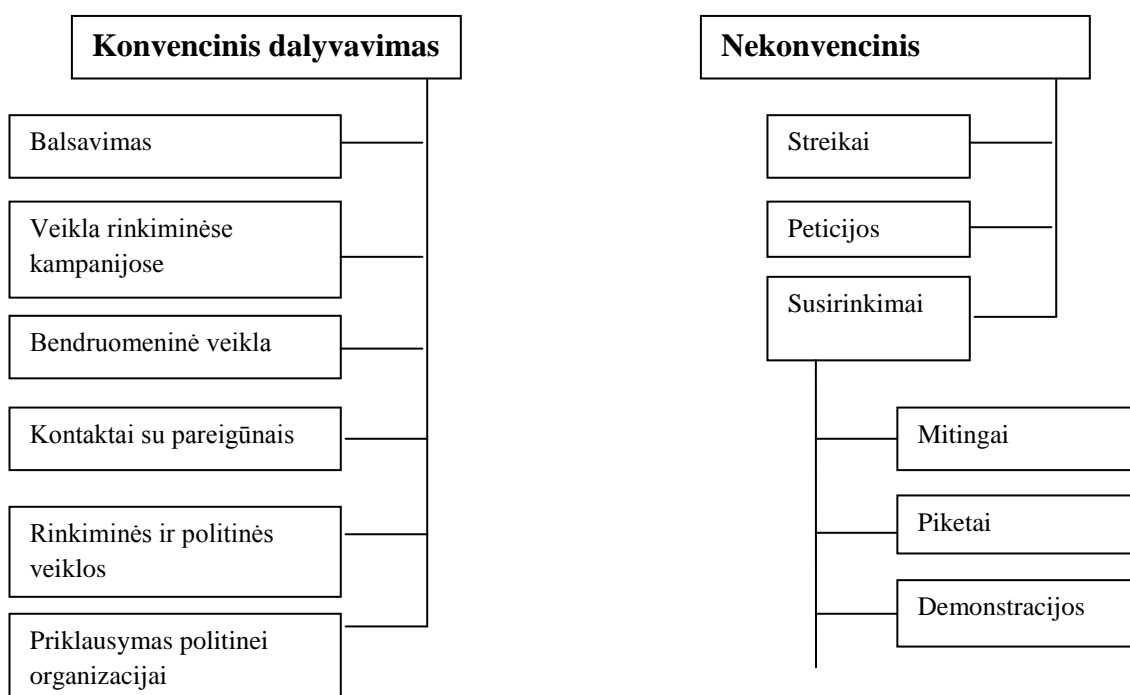 Konvencinis dalyvavimas
Balsavimas
Veikla rinkiminėse
kampanijose
Bendruomeninė veikla
Kontaktai su pareigūnais
Rinkiminės ir politinės
veiklos
Priklausymas politinei
organizacijai
Nekonvencinis
Streikai
Peticijos
Susirinkimai
Mitingai
Piketai
Demonstracijos